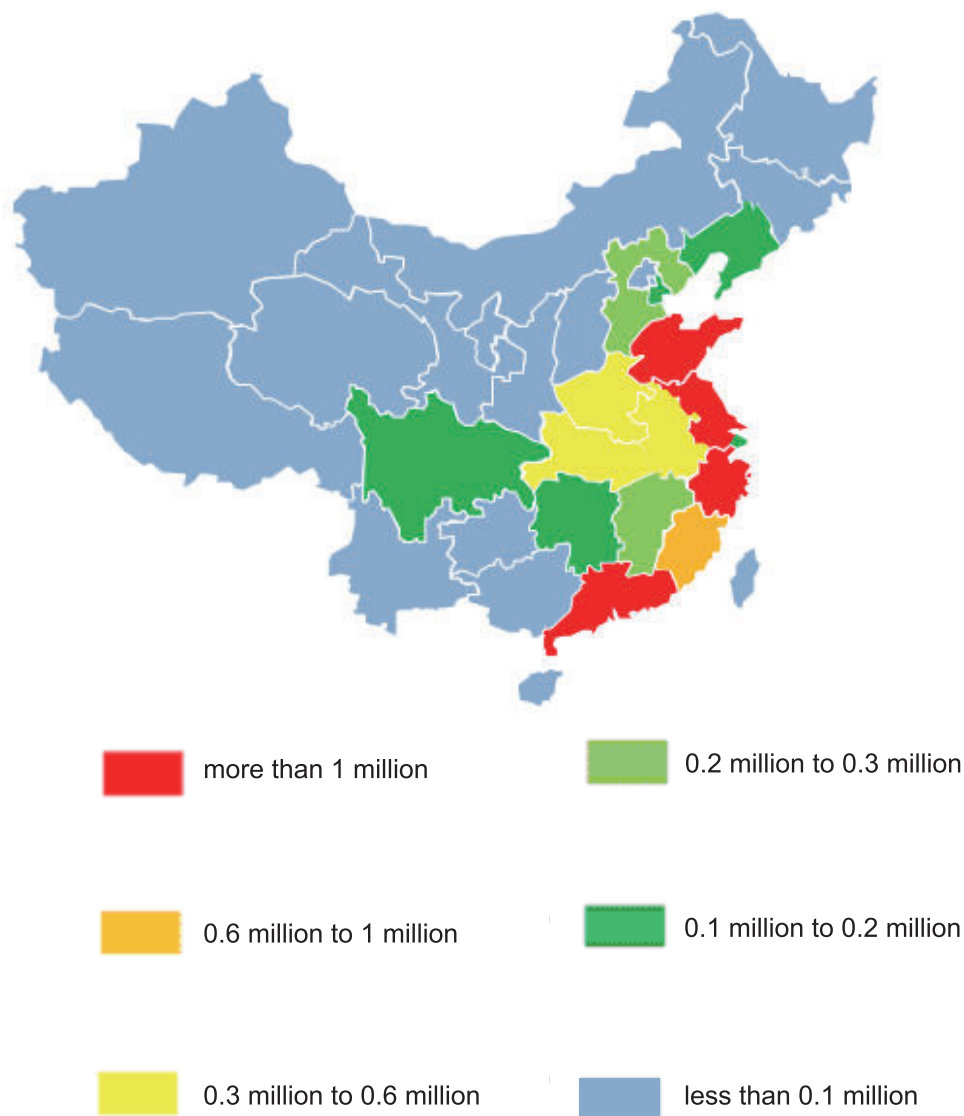 more than 1 million
0.2 million to 0.3 million
0.6 million to 1 million
0.1 million to 0.2 million
0.3 million to 0.6 million
less than 0.1 million